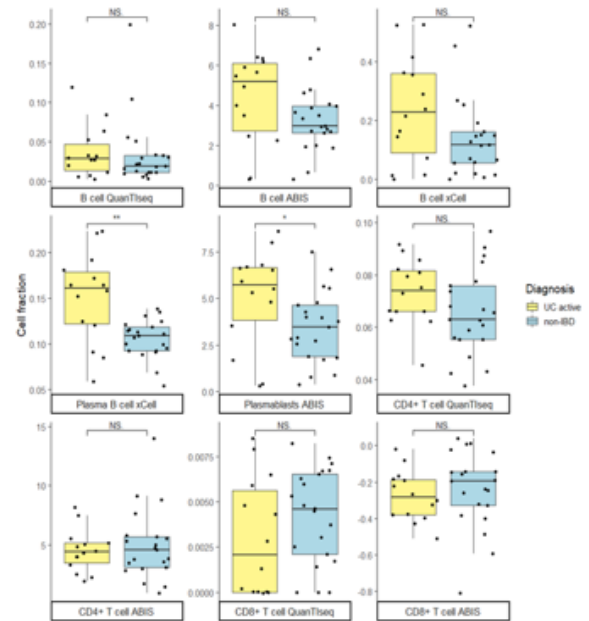 NS. NS. NS.
0.20 8
0.15 6 0.4
0.10 4
0.05 2 0.2
0.00 0 0.0
B cell QuanTIseq B cell ABIS B cell xCell
Cell fraction
** * NS.
0.20 7.5 0.08
0.15 5.0
0.10 2.5 0.06
0.05 0.0 0.04
Plasma B cell xCell Plasmablasts ABIS CD4+ T cell QuanTIseq
Diagnosis
UC active
non-IBD
NS. NS. NS.
15 0.0075 0.0
10 0.0050 -0.2
5 0.0025 -0.4
0.0000 -0.6
-0.8
CD4+ T cell ABIS CD8+ T cell QuanTIseq CD8+ T cell ABIS